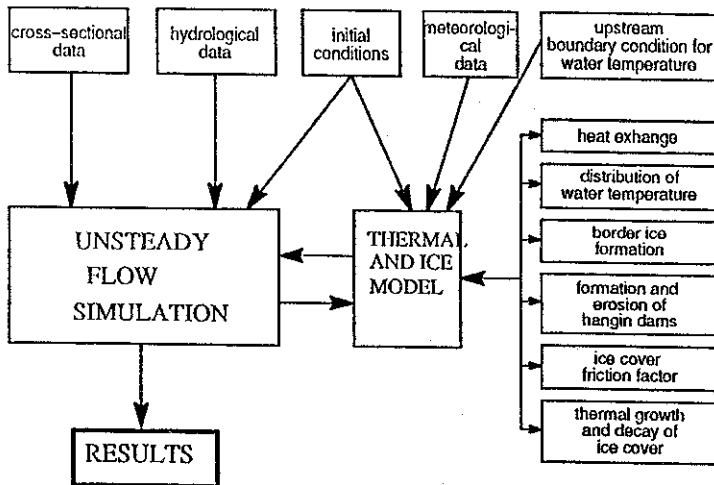 cross-sectional
data
hydrological
data
initial
conditions
meteorologi-
cal
data
upstream
boundary condition for
water temperature
heat exhange
distribution of
water temperature
border ice
formation
formation and
erosion of
hangin dams
ice cover
friction factor
thermal growth
and decay of
ice cover
UNSTEADY
FLOW
SIMULATION
THERMAL
AND ICE
MODEL
RESULTS